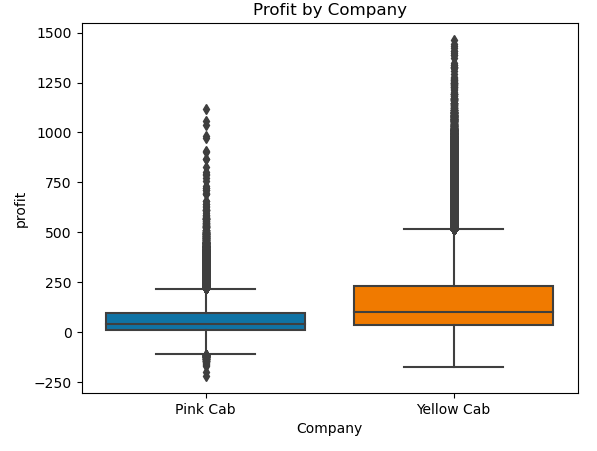 Profit by Company
1500
1250
1000
750
500
250
0
−250
profit
Pink Cab
Yellow Cab
Company